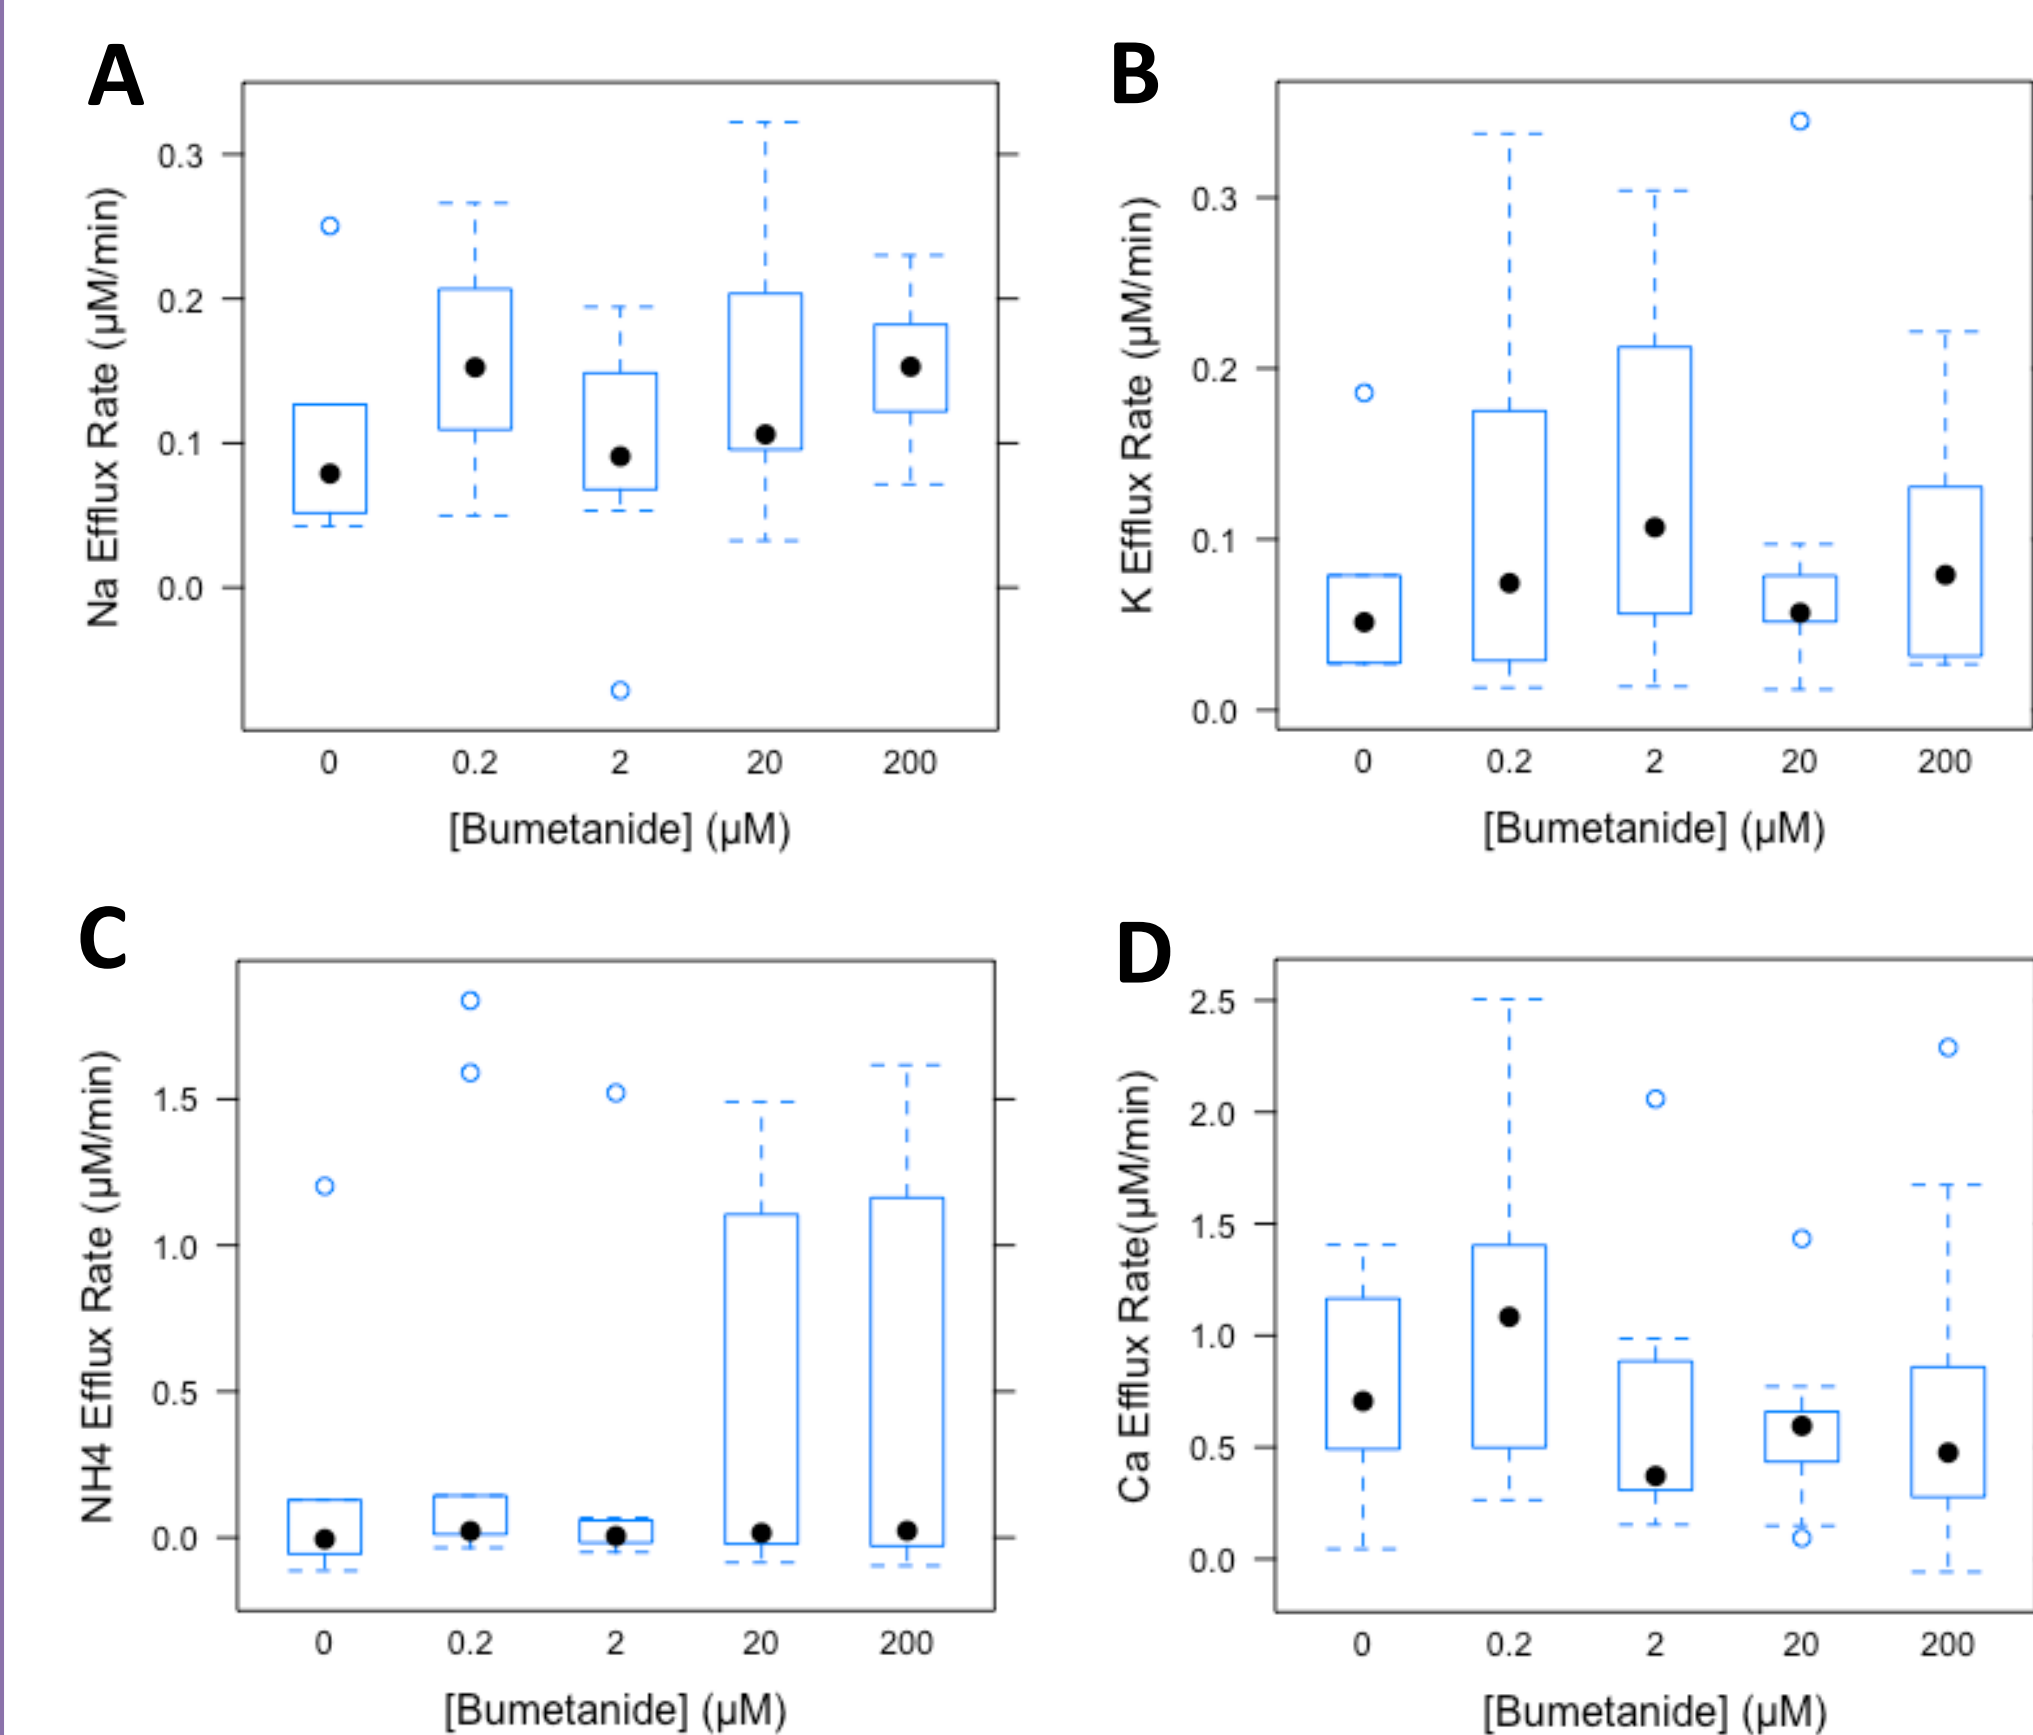 A
Na Efflux Rate (µM/min)
0.3
0.2
0.1
0.0
0 0.2 2 20 200
[Bumetanide] (µM)
B
K Efflux Rate (µM/min)
0.3
0.2
0.1
0.0
0 0.2 2 20 200
[Bumetanide] (µM)
C
NH4 Efflux Rate (µM/min)
1.5
1.0
0.5
0.0
0 0.2 2 20 200
[Bumetanide] (µM)
D
Ca Efflux Rate(µM/min)
2.5
2.0
1.5
1.0
0.5
0.0
0 0.2 2 20 200
[Bumetanide] (µM)